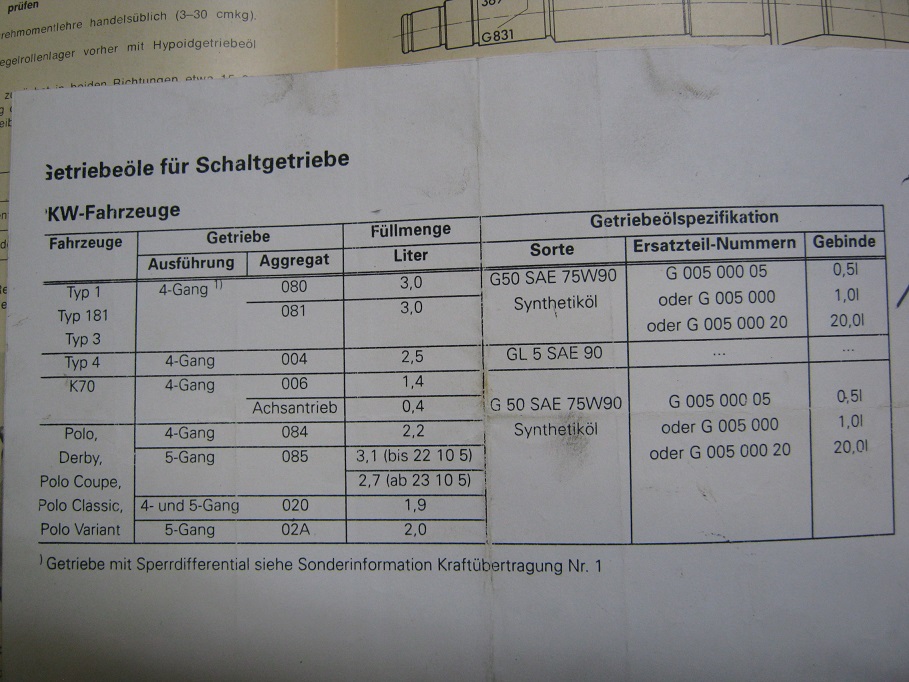 prüfen
rehmomentlehre handelsüblich (3–30 cmkg).
egelrollenlager vorher mit Hypoidgetriebeöl
in beiden Richtungen etwa
387
G831
Getriebeöle für Schaltgetriebe
PKW-Fahrzeuge
Fahrzeuge Getriebe Füllmenge Getriebeölspezifikation
Ausführung Aggregat Liter Sorte Ersatzteil-Nummern Gebinde
Typ 1 4-Gang 1) 080 3,0 G50 SAE 75W90 G 005 000 05 0,5l
Typ 181 081 3,0 Synthetiköl oder G 005 000 1,0l
Typ 3 oder G 005 000 20 20,0l
Typ 4 4-Gang 004 2,5 GL 5 SAE 90 ... ...
K70 4-Gang 006 1,4
Achsantrieb 0,4 G 50 SAE 75W90 G 005 000 05 0,5l
Polo, 4-Gang 084 2,2 Synthetiköl oder G 005 000 1,0l
Derby, 5-Gang 085 3,1 (bis 22 10 5) oder G 005 000 20 20,0l
Polo Coupe, 2,7 (ab 23 10 5)
Polo Classic, 4- und 5-Gang 020 1,9
Polo Variant 5-Gang 02A 2,0
) Getriebe mit Sperrdifferential siehe Sonderinformation Kraftübertragung Nr. 1